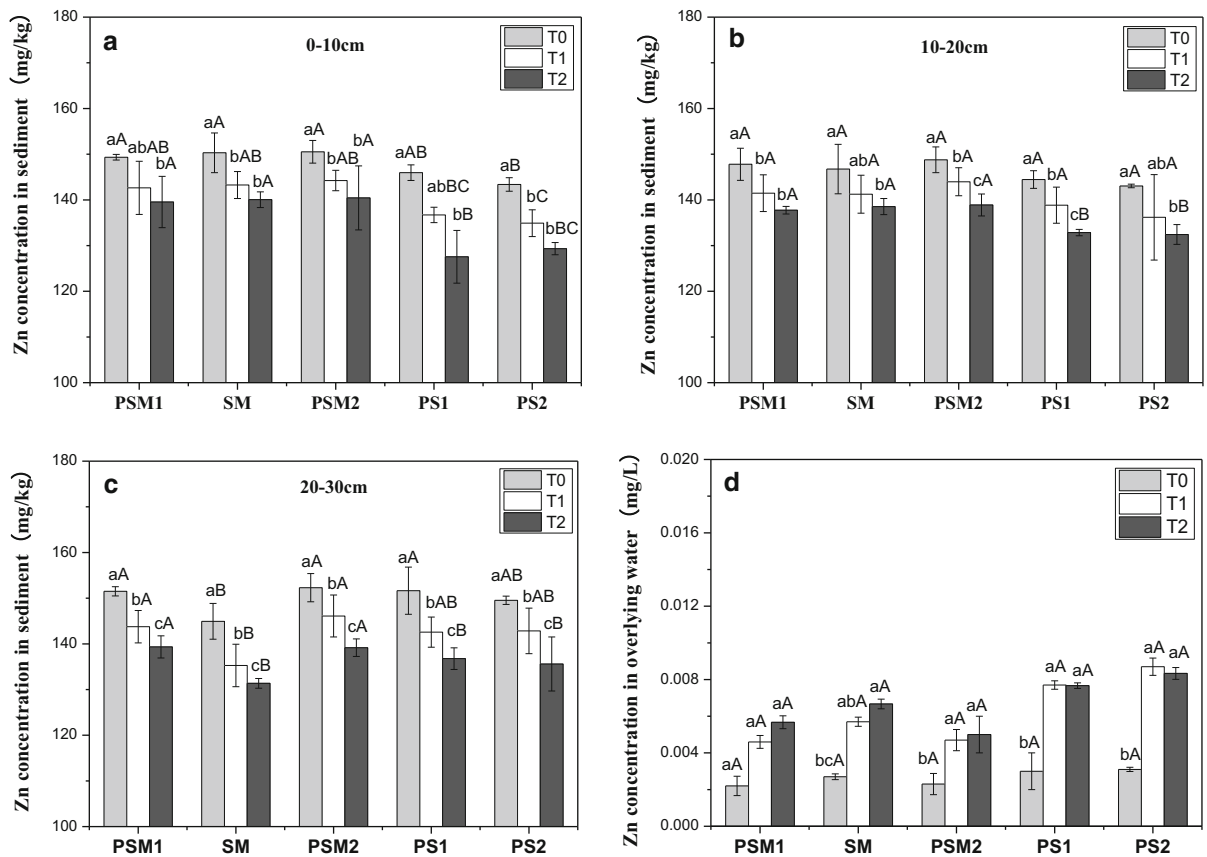 180
a
0-10cm
T0
T1
T2
160
140
120
100
aA
abAB
bA
aA
bAB
bA
aA
bAB
bA
aAB
abBC
bB
aB
bC
bBC
PSM1 SM PSM2 PS1 PS2
Zn concentration in sediment (mg/kg)
180
b
10-20cm
T0
T1
T2
160
140
120
100
aA
bA
bA
aA
abA
bA
aA
bA
cA
aA
bA
cB
aA
abA
bB
PSM1 SM PSM2 PS1 PS2
Zn concentration in sediment (mg/kg)
180
c
20-30cm
T0
T1
T2
160
140
120
100
aA
bA
cA
aB
bB
cB
aA
bA
cA
aA
bAB
cB
aAB
bAB
cB
PSM1 SM PSM2 PS1 PS2
Zn concentration in sediment (mg/kg)
0.020
d
T0
T1
T2
0.016
0.012
0.008
0.004
0.000
aA
aA
aA
bcA
abA
aA
bA
aA
aA
bA
aA
aA
bA
aA
aA
PSM1 SM PSM2 PS1 PS2
Zn concentration in overlying water (mg/L)